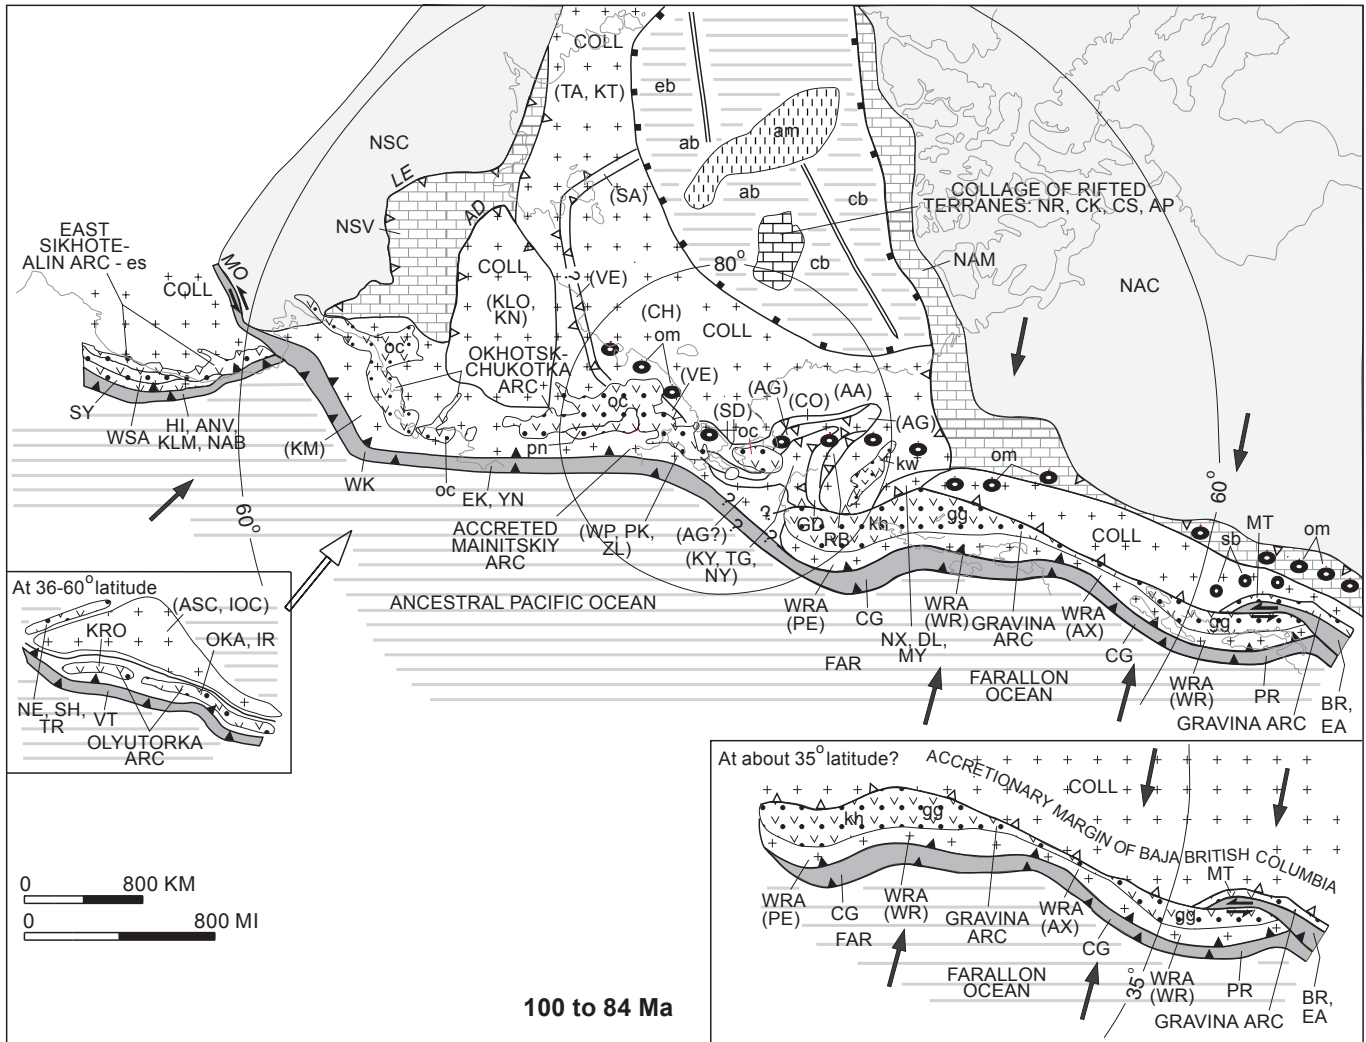 COLL
(TA, KT)
eb
am
NSC
ab
LE
ab
cb
COLLAGE OF RIFTED
TERRANES: NR, CK, CS, AP
(SA)
AD
NSV
EAST
SIKHOTE-
ALIN ARC - es
MO
COLL
COLL
(KLO,
KN)
?
(VE)
80°
cb
NAM
NAC
(CH)
om
COLL
oc
OKHOTSK-
CHUKOTKA
ARC
(VE)
oc
(AG)
(CO)
(AA)
(SD)
oc
(AG)
SY
WSA
HI, ANV,
KLM, NAB
(KM)
pn
kw
om
60°
WK
oc
EK, YN
ACCRETED
MAINITSKIY
ARC
(WP, PK,
ZL)
?
?
?
?
?
(AG?)
(KY, TG,
NY)
GD
RB
kh
gg
COLL
MT
sb
om
60°
ANCESTRAL PACIFIC OCEAN
WRA
(PE)
CG
WRA
(WR)
NX, DL,
MY
GRAVINA
ARC
WRA
(AX)
CG
gg
FAR
FARALLON
OCEAN
WRA
(WR)
PR
GRAVINA ARC
BR,
EA
At 36-60° latitude
(ASC, IOC)
KRO
OKA, IR
NE, SH,
TR
VT
OLYUTORKA
ARC
At about 35° latitude?
COLL
ACCRETIONARY MARGIN OF BAJA BRITISH COLUMBIA
kh
gg
MT
gg
WRA
(PE)
CG
WRA
(WR)
GRAVINA
ARC
WRA
(AX)
CG
FAR
FARALLON
OCEAN
35°
WRA
(WR)
PR
GRAVINA ARC
BR,
EA
0 800 KM
0 800 MI
100 to 84 Ma